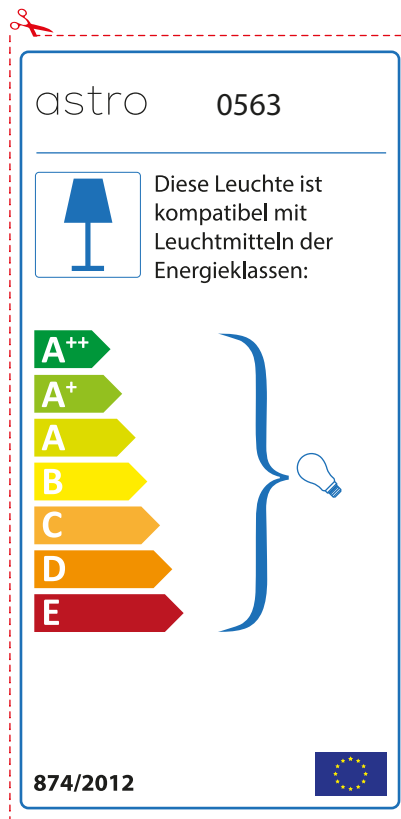 astro 0563
Diese Leuchte ist
kompatibel mit
Leuchtmitteln der
Energieklassen:
A++
A+
A
B
C
D
E
874/2012